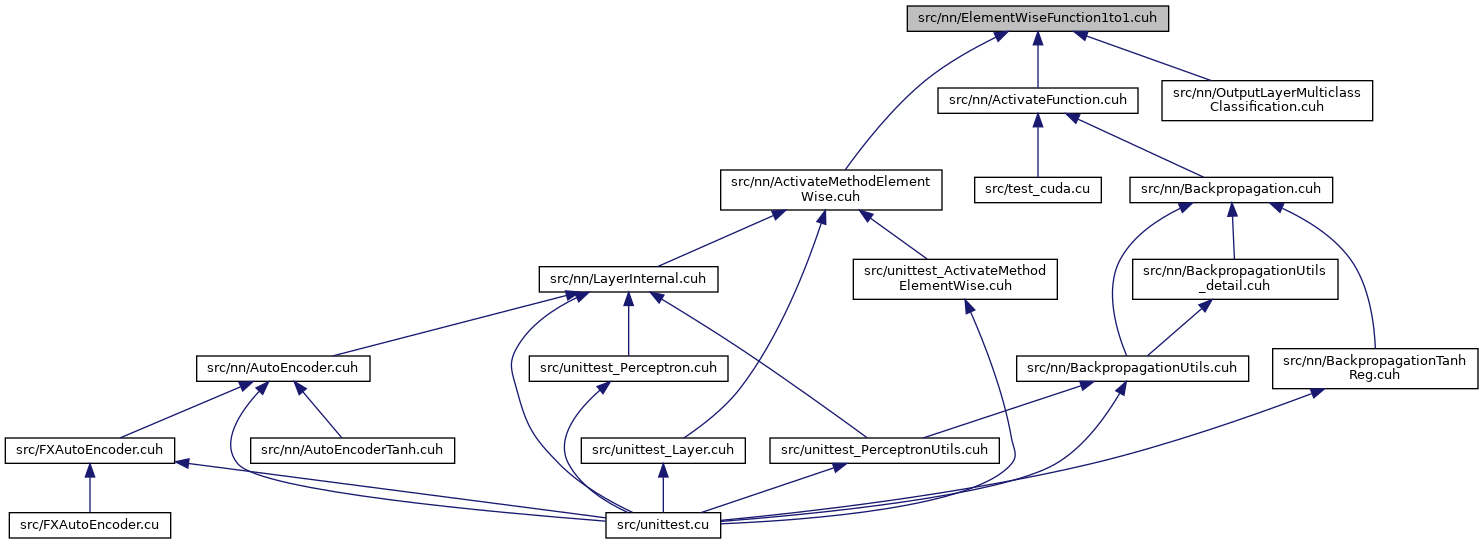 src/nn/ElementWiseFunction1to1.cuh
src/nn/ActivateFunction.cuh
src/nn/OutputLayerMulticlass
Classification.cuh
src/nn/ActivateMethodElement
Wise.cuh
src/test_cuda.cu
src/nn/Backpropagation.cuh
src/nn/LayerInternal.cuh
src/unittest_ActivateMethod
ElementWise.cuh
src/nn/BackpropagationUtils
_detail.cuh
src/nn/AutoEncoder.cuh
src/unittest_Perceptron.cuh
src/nn/BackpropagationUtils.cuh
src/nn/BackpropagationTanh
Reg.cuh
src/FXAutoEncoder.cuh
src/nn/AutoEncoderTanh.cuh
src/unittest_Layer.cuh
src/unittest_PerceptronUtils.cuh
src/FXAutoEncoder.cu
src/unittest.cu